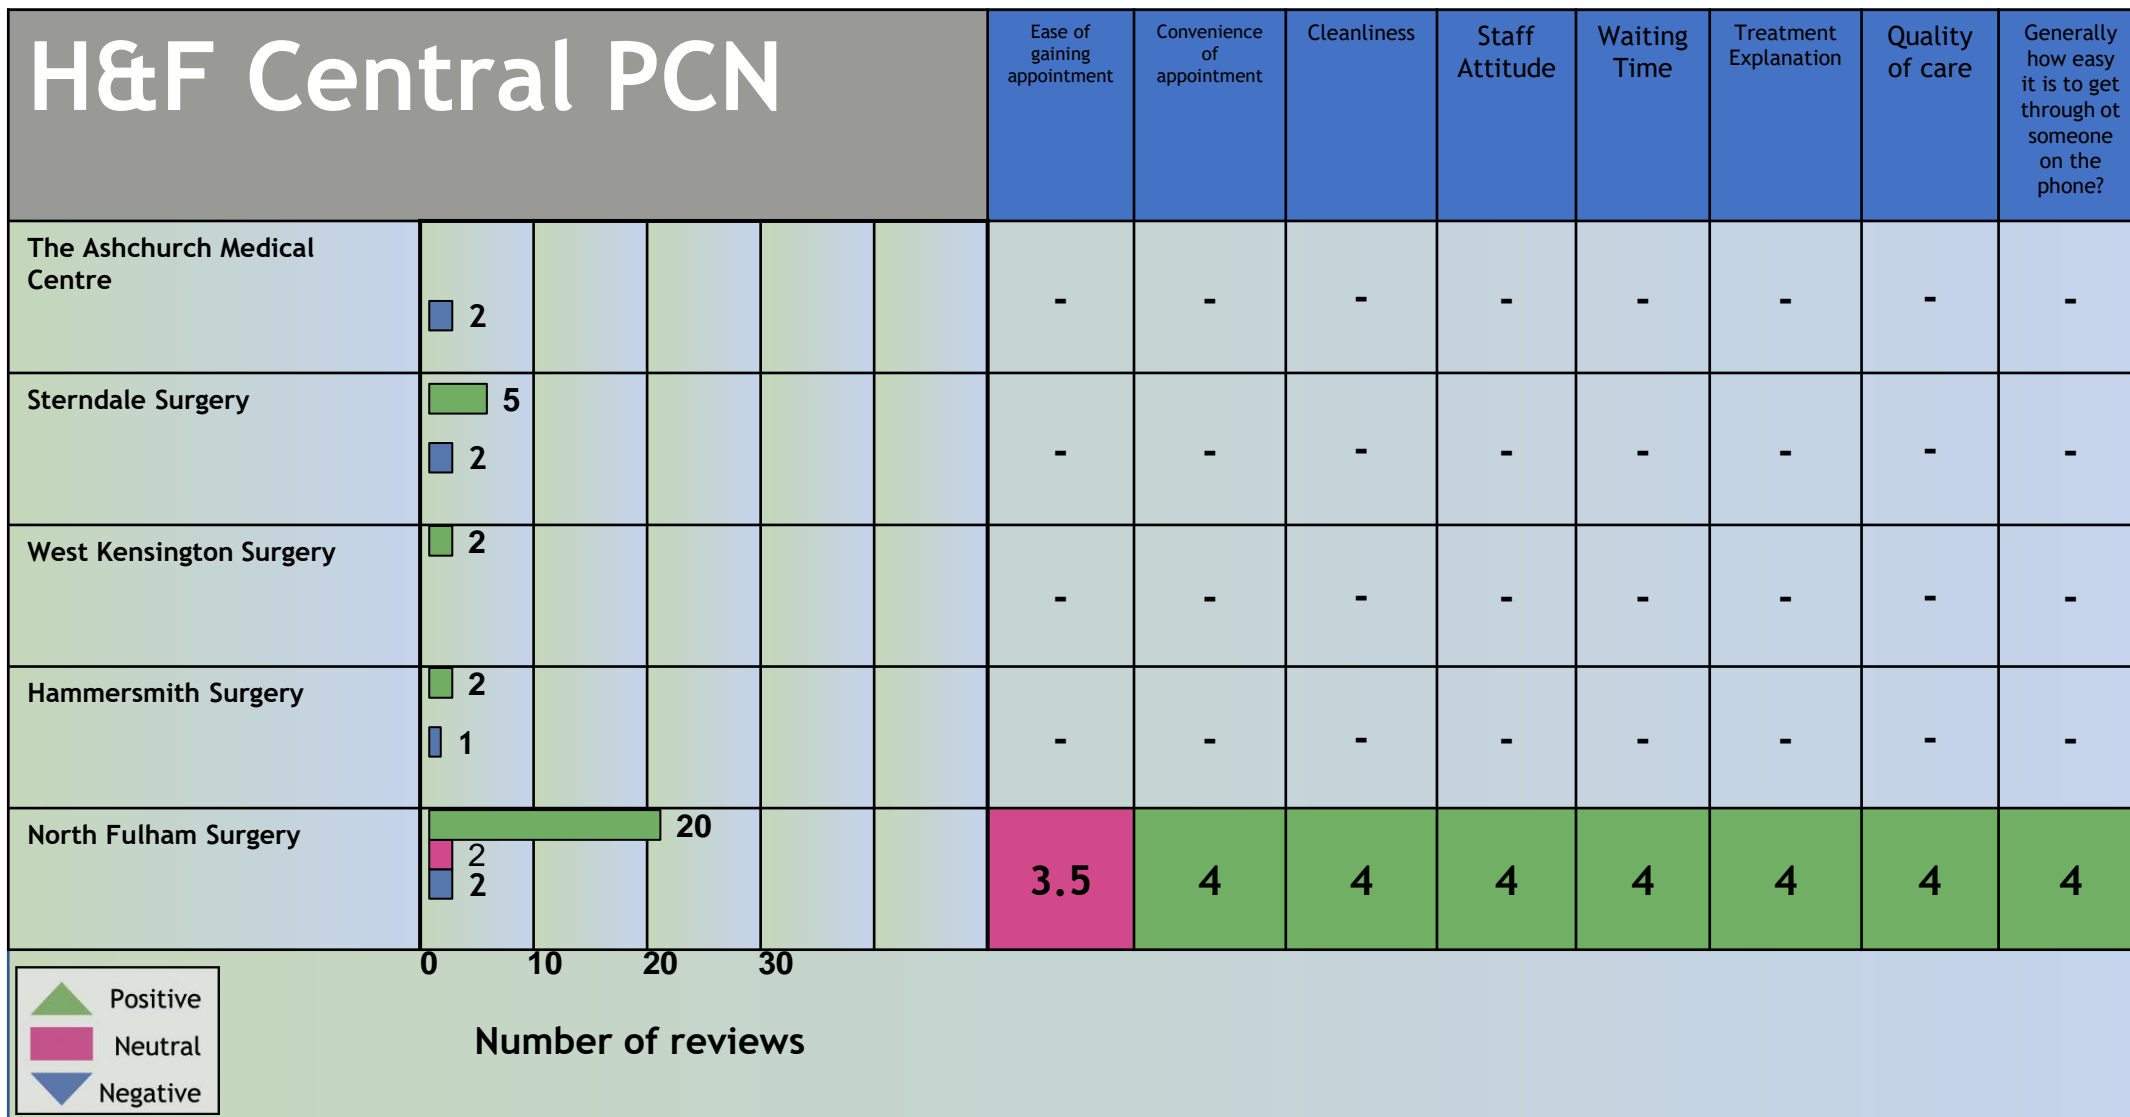 H&F Central PCN
Ease of
gaining
appointment
Convenience
of
appointment
Cleanliness
Staff
Attitude
Waiting
Time
Treatment
Explanation
Quality
of care
Generally
how easy
it is to get
through ot
someone
on the
phone?
The Ashchurch Medical
Centre
2
- - - - - - - -
Sterndale Surgery
5
2
- - - - - - - -
West Kensington Surgery
2
- - - - - - - -
Hammersmith Surgery
2
1
- - - - - - - -
North Fulham Surgery
20
2
2
3.5 4 4 4 4 4 4 4
0 10 20 30
Number of reviews
Positive
Neutral
Negative